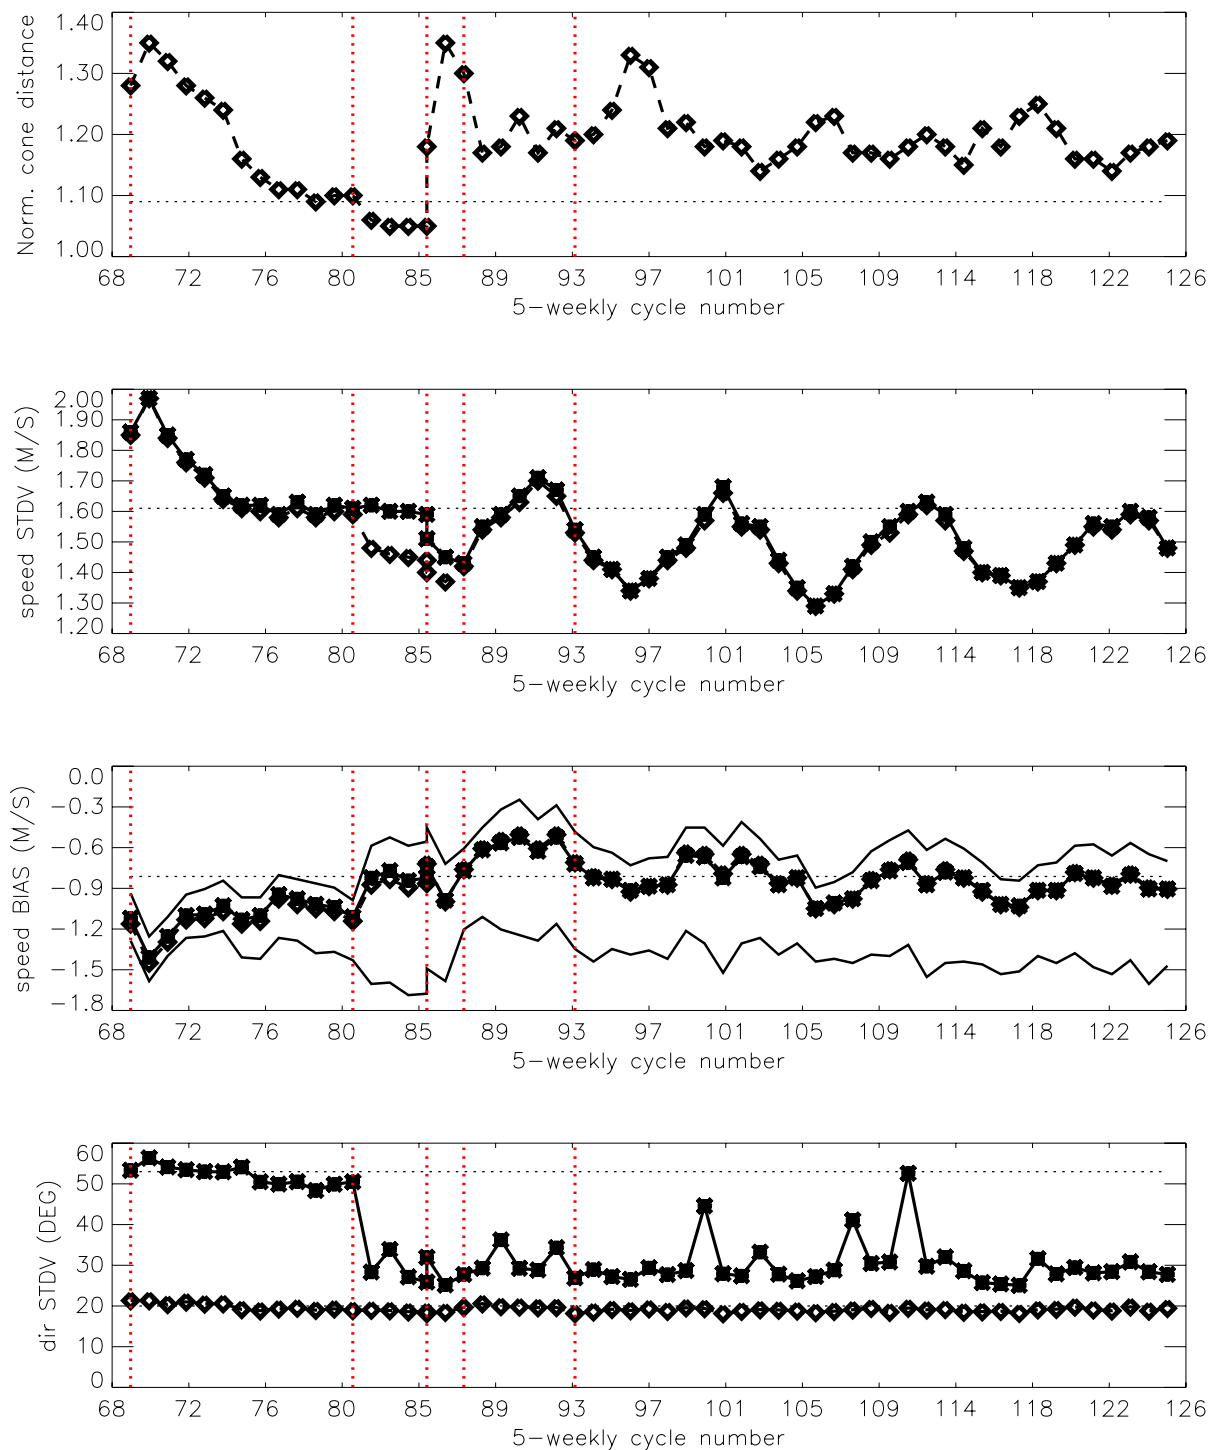 Norm. cone distance
1.40
1.30
1.20
1.10
1.00
68 72 76 80 85 89 93 97 101 105 109 114 118 122 126
5-weekly cycle number
speed STDV (M/S)
2.00
1.90
1.80
1.70
1.60
1.50
1.40
1.30
1.20
68 72 76 80 85 89 93 97 101 105 109 114 118 122 126
5-weekly cycle number
speed BIAS (M/S)
0.0
-0.3
-0.6
-0.9
-1.2
-1.5
-1.8
68 72 76 80 85 89 93 97 101 105 109 114 118 122 126
5-weekly cycle number
dir STDV (DEG)
60
50
40
30
20
10
0
68 72 76 80 85 89 93 97 101 105 109 114 118 122 126
5-weekly cycle number